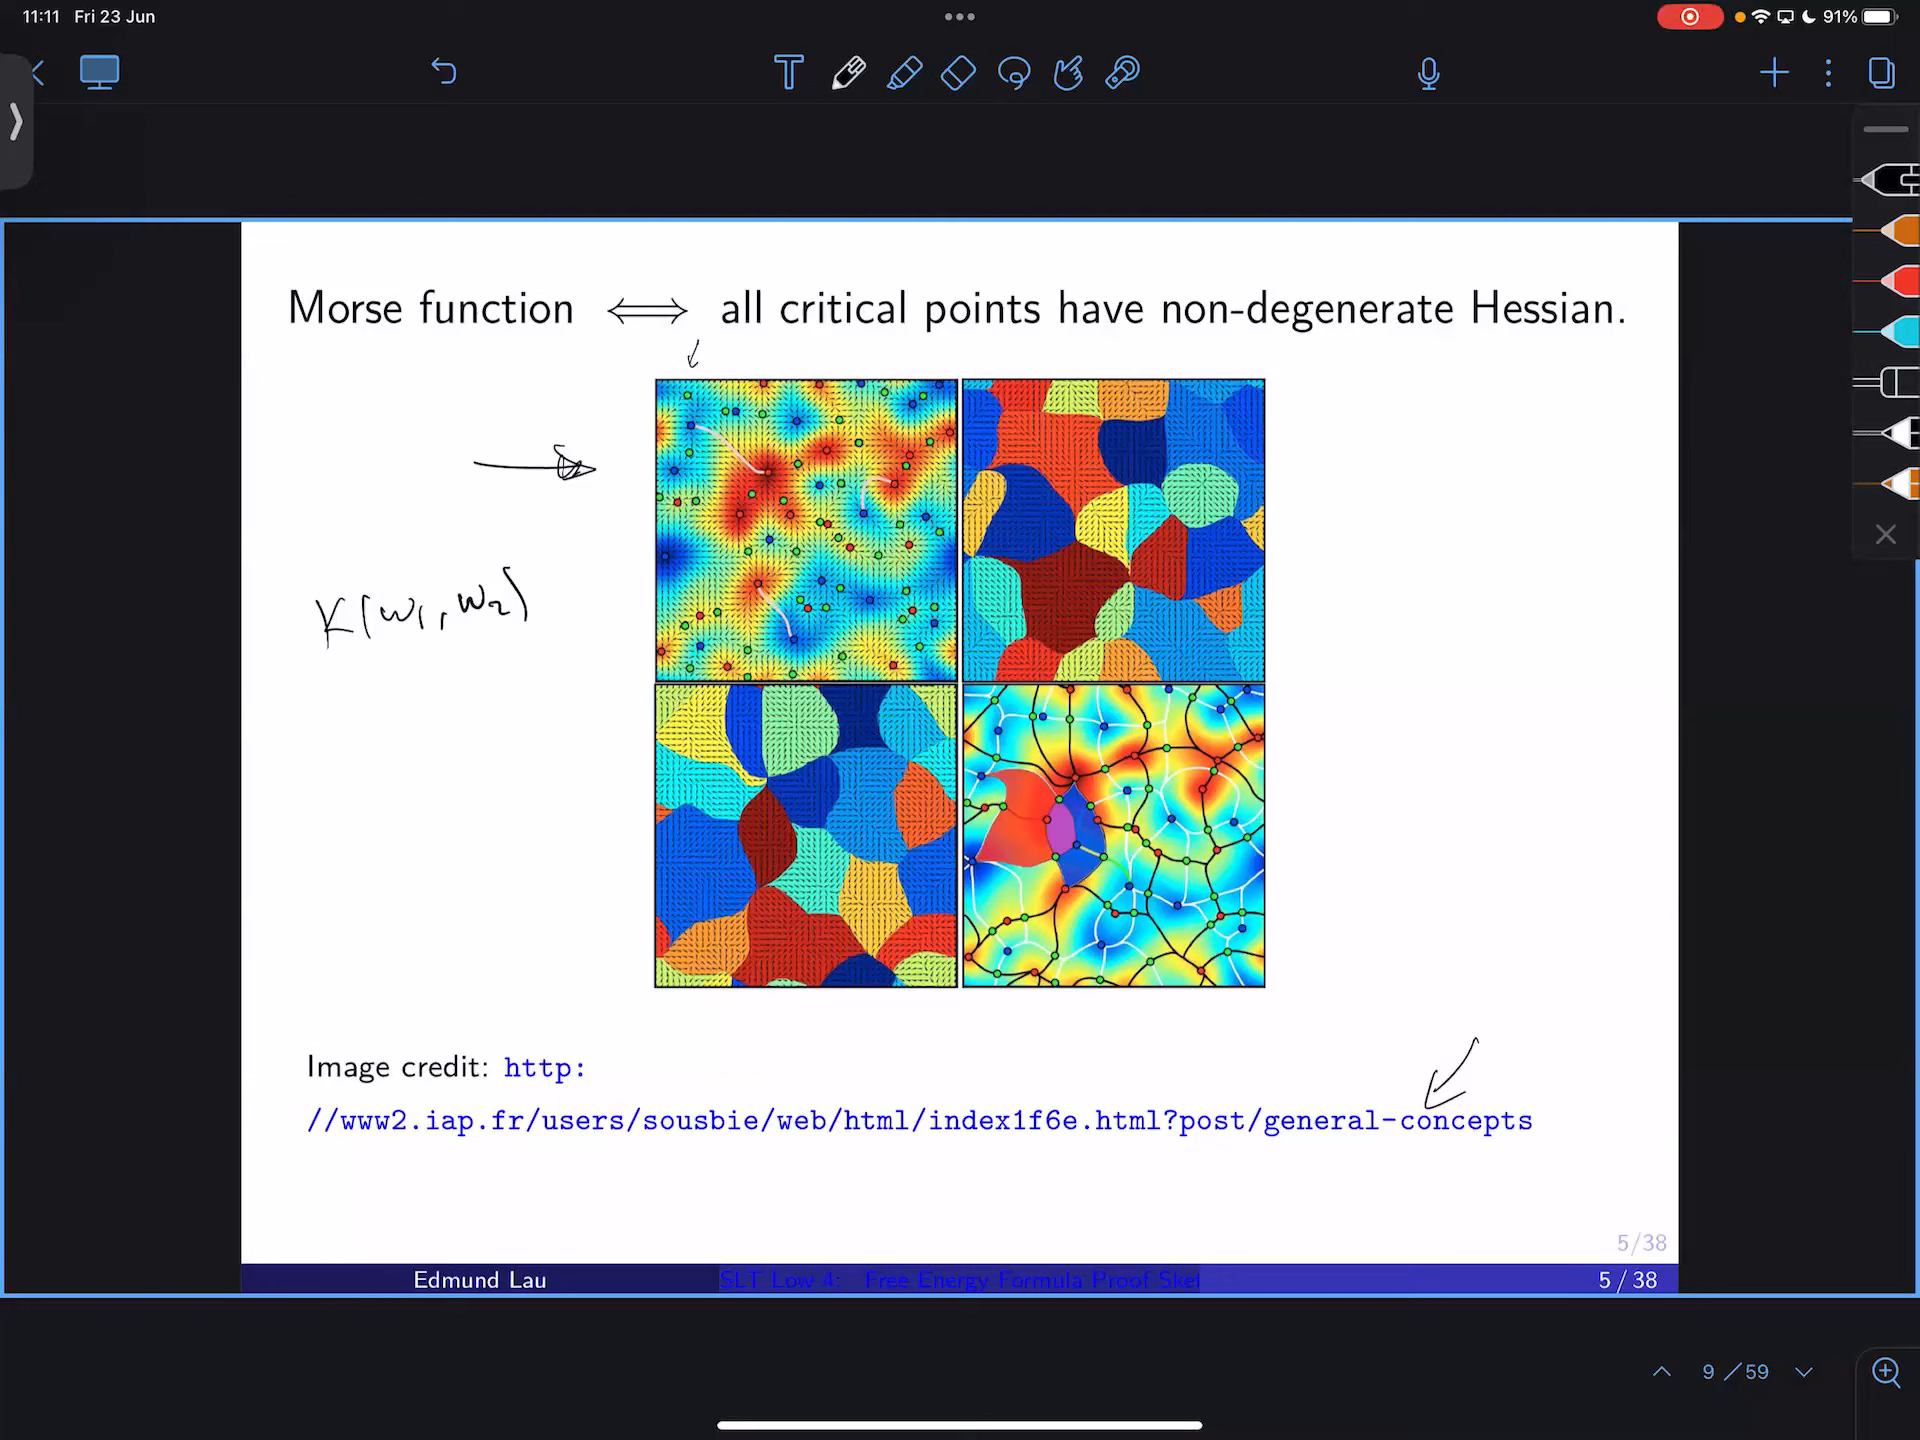 11:11 Fri 23 Jun
91%
Morse function ⟺ all critical points have non-degenerate Hessian.
K(w1, w2)
Image credit: http:
//www2.iap.fr/users/sousbie/web/html/index1f6e.html?post/general-concepts
5/38
Edmund Lau SLT Low 4: Free Energy Formula Proof Sket 5 / 38
9 / 59